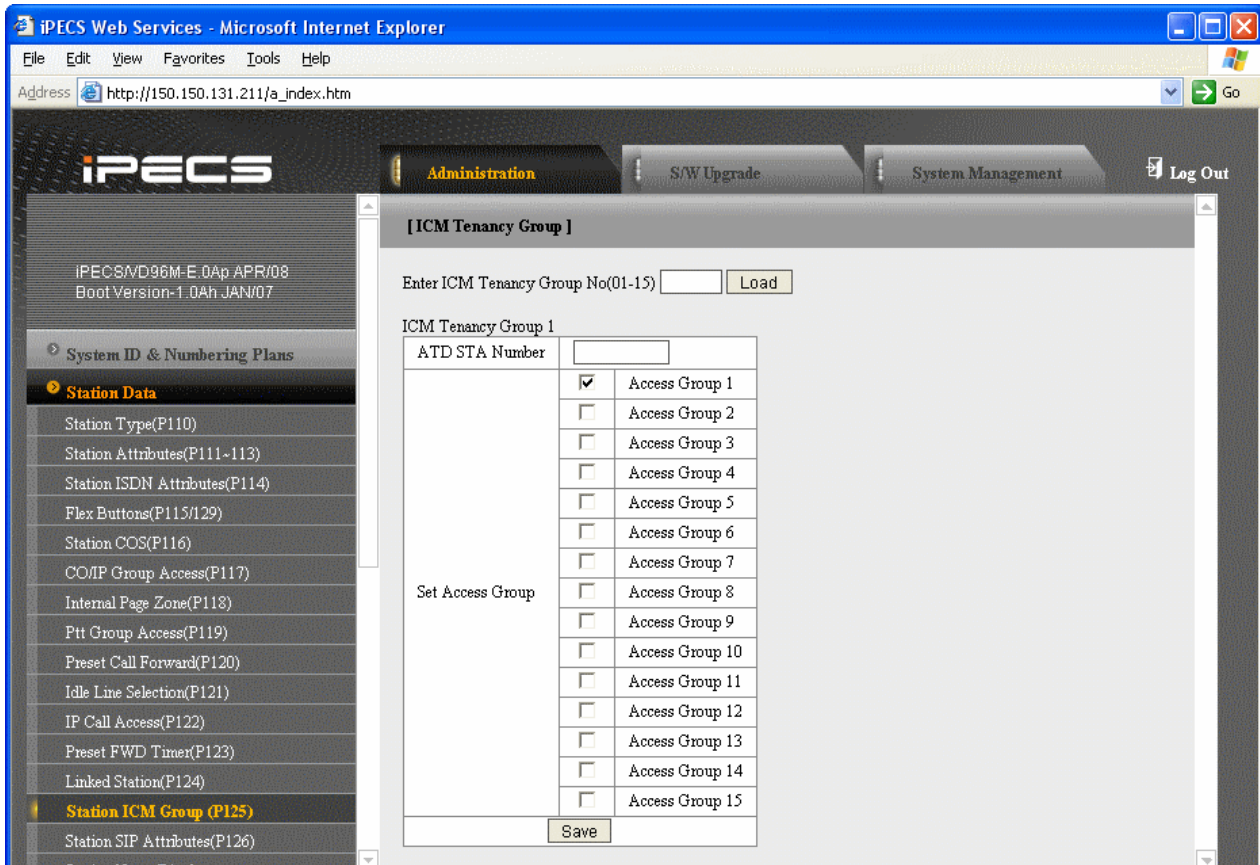 iPECS Web Services - Microsoft Internet Explorer
File Edit View Favorites Tools Help
Address http://150.150.131.211/a_index.htm Go
iPECS
Administration
S/W Upgrade
System Management
Log Out
iPECS/VD96M-E.0Ap APR/08
Boot Version-1.0Ah JAN/07
System ID & Numbering Plans
Station Data
Station Type(P110)
Station Attributes(P111~113)
Station ISDN Attributes(P114)
Flex Buttons(P115/129)
Station COS(P116)
CO/IP Group Access(P117)
Internal Page Zone(P118)
Ptt Group Access(P119)
Preset Call Forward(P120)
Idle Line Selection(P121)
IP Call Access(P122)
Preset FWD Timer(P123)
Linked Station(P124)
Station ICM Group (P125)
Station SIP Attributes(P126)
[ ICM Tenancy Group ]
Enter ICM Tenancy Group No(01-15) Load
ICM Tenancy Group 1
ATD STA Number
Set Access Group
Access Group 1
Access Group 2
Access Group 3
Access Group 4
Access Group 5
Access Group 6
Access Group 7
Access Group 8
Access Group 9
Access Group 10
Access Group 11
Access Group 12
Access Group 13
Access Group 14
Access Group 15
Save